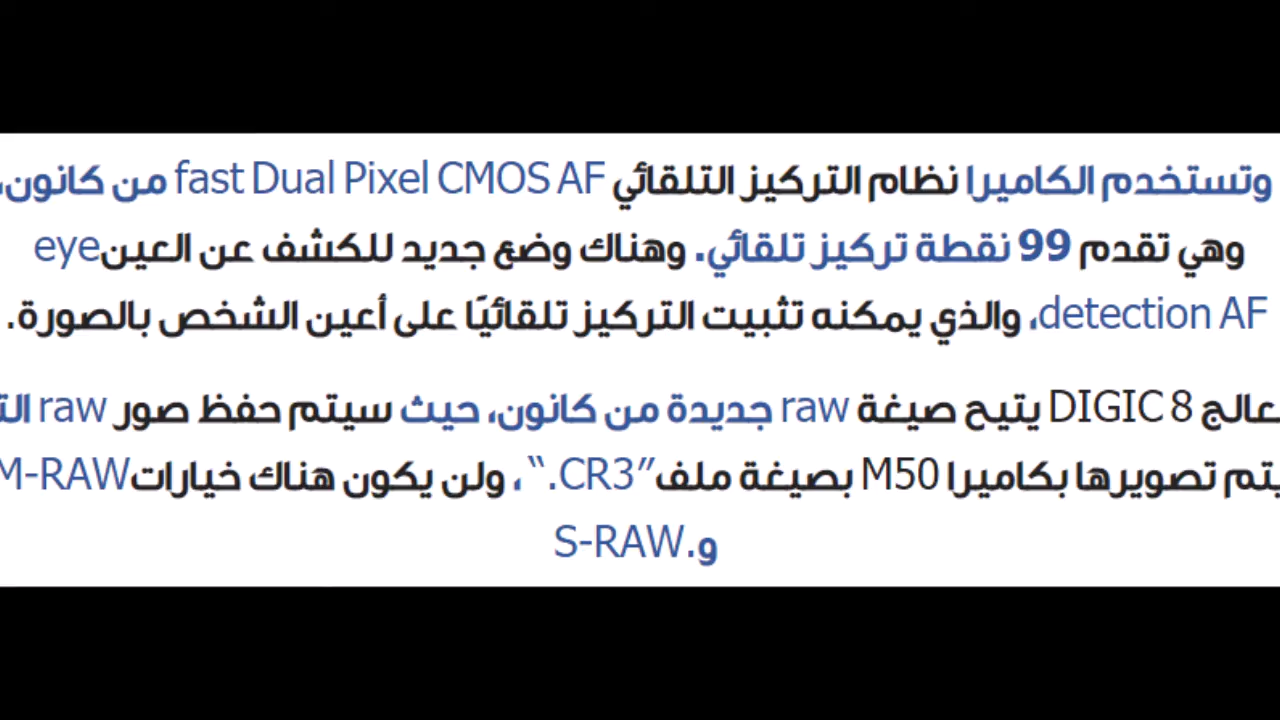 وتستخدم الكاميرا نظام التركيز التلقائي fast Dual Pixel CMOS AF من كانون،
وهي تقدم 99 نقطة تركيز تلقائي. وهناك وضع جديد للكشف عن العينeye
detection AF، والذي يمكنه تثبيت التركيز تلقائيًا على أعين الشخص بالصورة.
عالج DIGIC 8 يتيح صيغة raw جديدة من كانون، حيث سيتم حفظ صور raw الت
يتم تصويرها بكاميرا M50 بصيغة ملف”CR3.“، ولن يكون هناك خياراتM-RAW
و.S-RAW